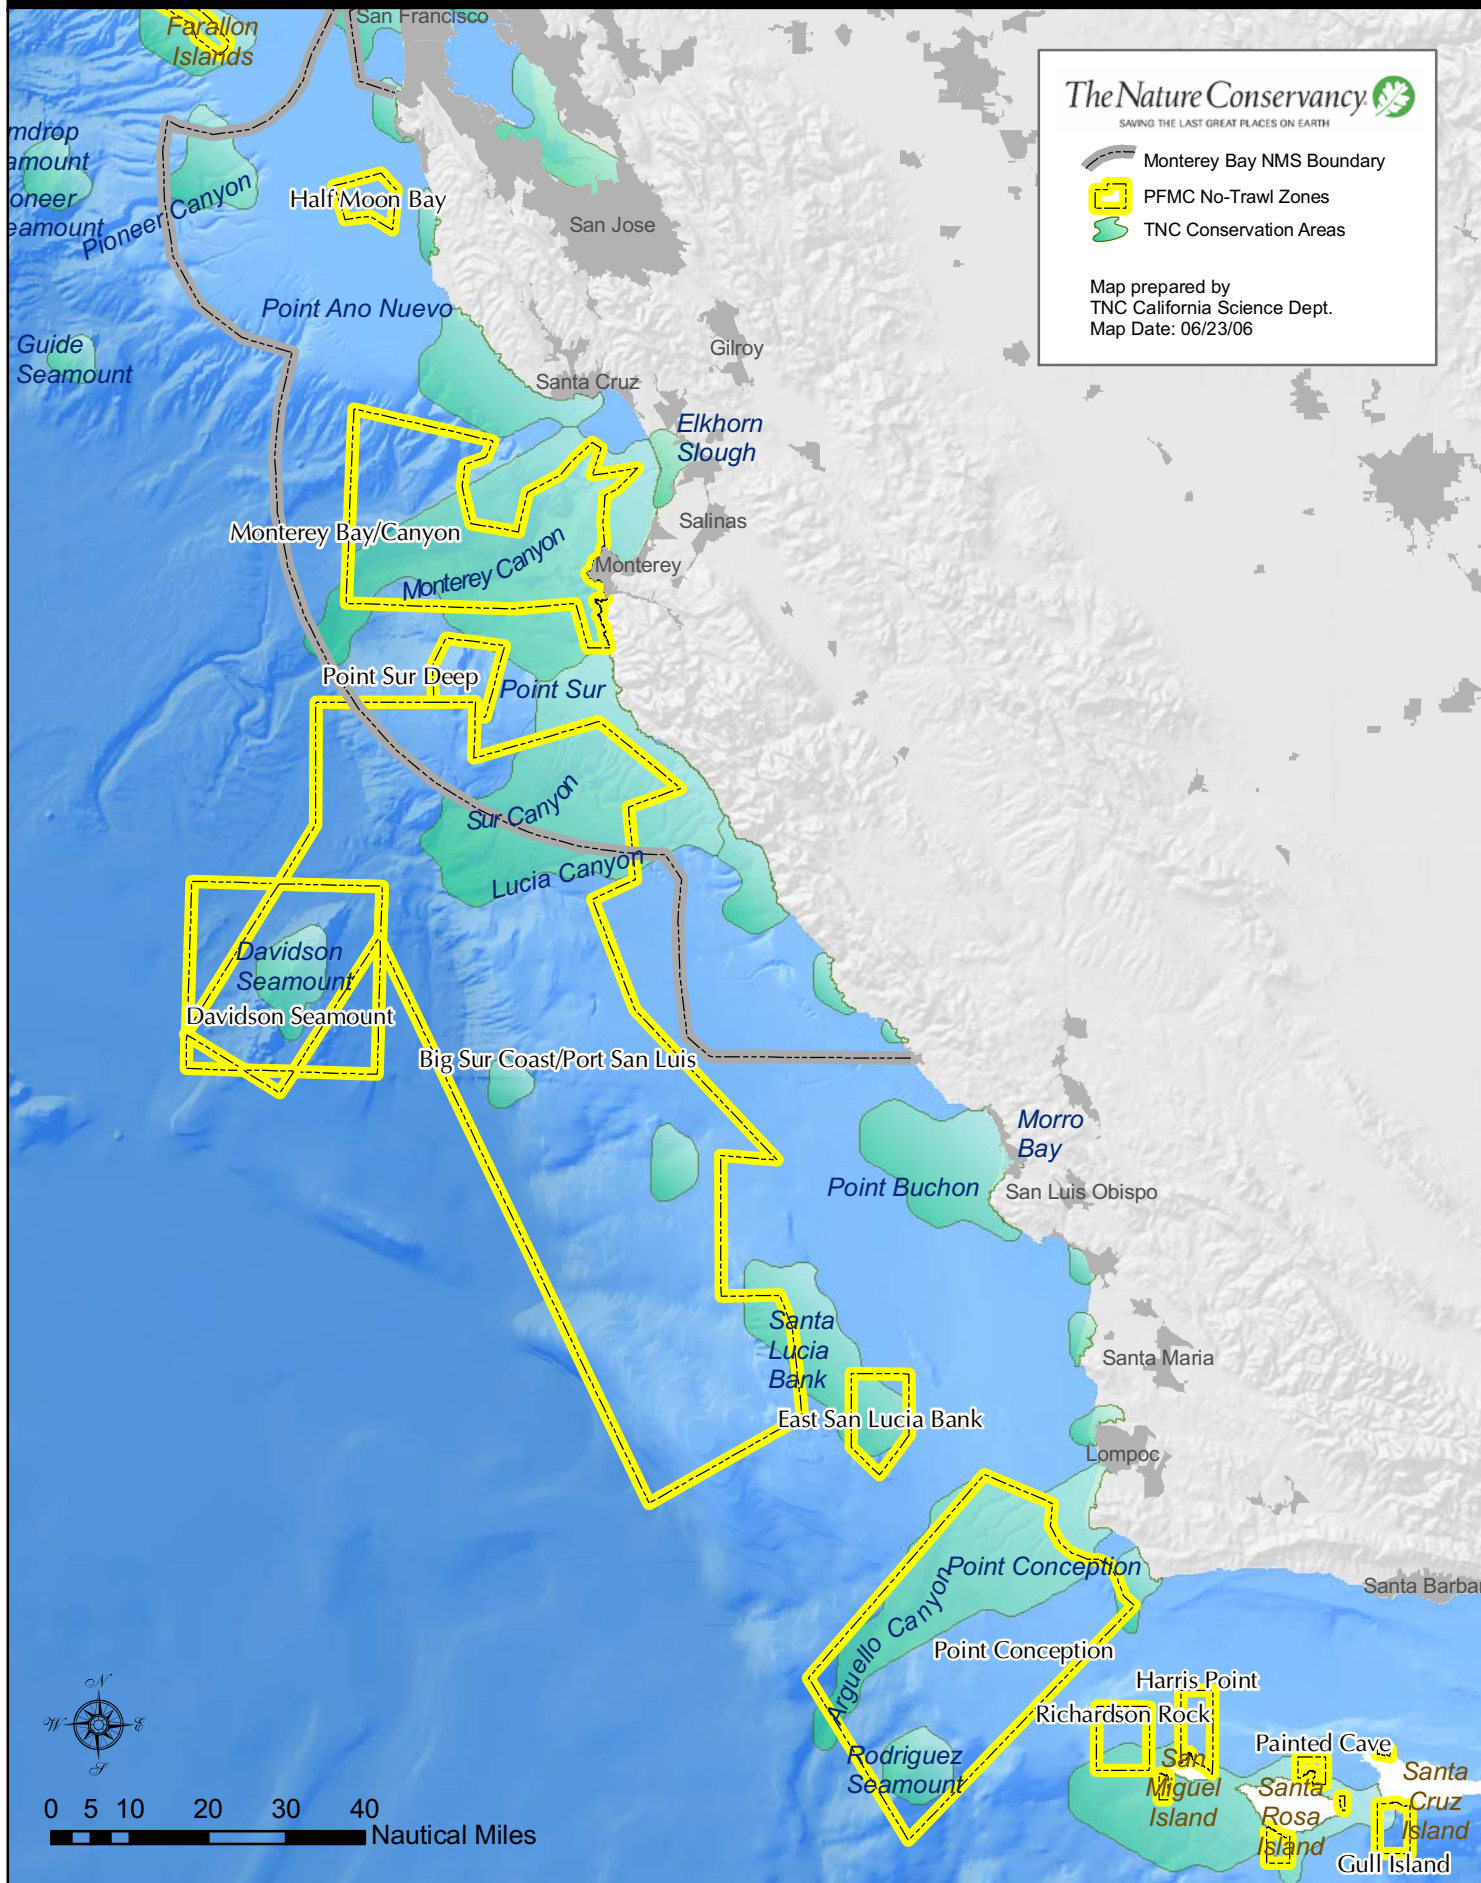 San Francisco
Farallon
Islands
The Nature Conservancy
SAVING THE LAST GREAT PLACES ON EARTH
Monterey Bay NMS Boundary
PFMC No-Trawl Zones
TNC Conservation Areas
Map prepared by
TNC California Science Dept.
Map Date: 06/23/06
mdrop
amount
oneer
eamount
Pioneer Canyon
Half Moon Bay
San Jose
Point Ano Nuevo
Guide
Seamount
Gilroy
Santa Cruz
Elkhorn
Slough
Salinas
Monterey Bay/Canyon
Monterey Canyon
Monterey
Point Sur Deep
Point Sur
Sur Canyon
Lucia Canyon
Davidson
Seamount
Davidson Seamount
Big Sur Coast/Port San Luis
Morro
Bay
Point Buchon
San Luis Obispo
Santa
Lucia
Bank
Santa Maria
East San Lucia Bank
Lompoc
Point Conception
Arguello Canyon
Santa Barbar
Point Conception
Harris Point
Richardson Rock
Painted Cave
Rodriguez
Seamount
San
Miguel
Island
Santa
Rosa
Island
Santa
Cruz
Island
Gull Island
N
W E
S
0 5 10 20 30 40
Nautical Miles